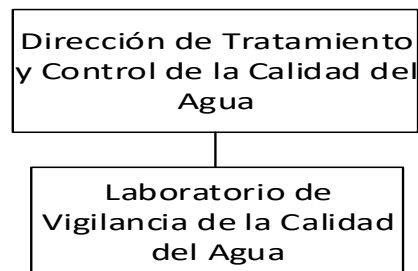 Dirección de Tratamiento
y Control de la Calidad del
Agua
Laboratorio de
Vigilancia de la Calidad
del Agua